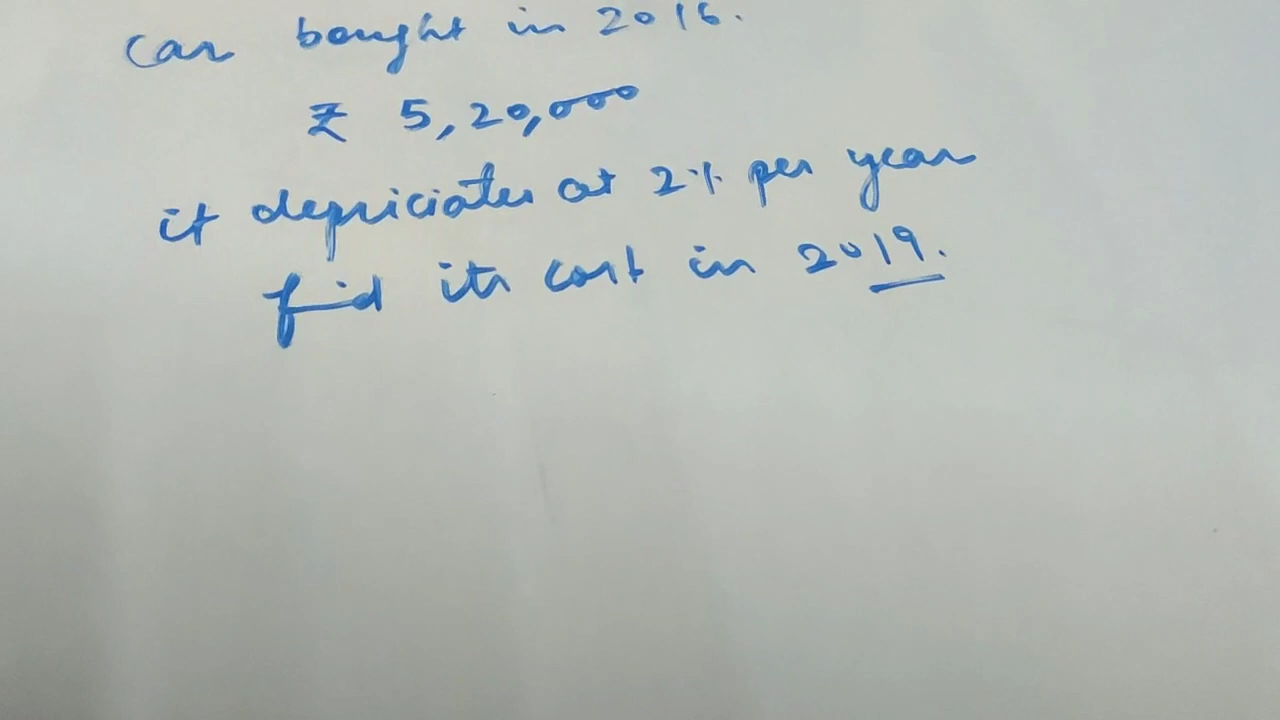 car bought in 2016.
₹ 5,20,000
it depriciates at 2% per year
find its cost in 2019.